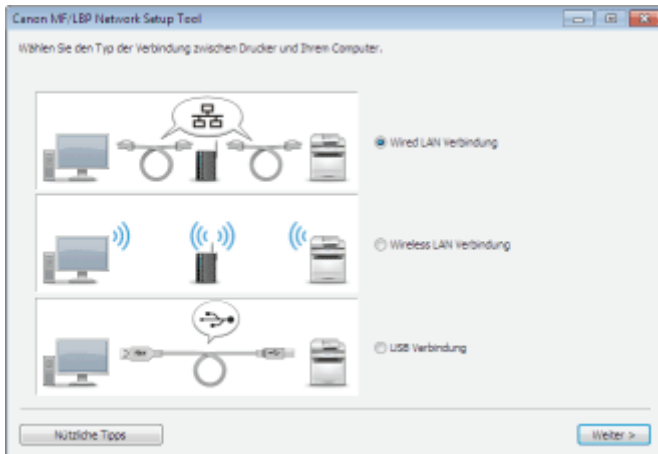 Canon MF/LBP Network Setup Tool
Wählen Sie den Typ der Verbindung zwischen Drucker und Ihrem Computer.
Wired LAN Verbindung
Wireless LAN Verbindung
USB Verbindung
Nützliche Tipps
Weiter >